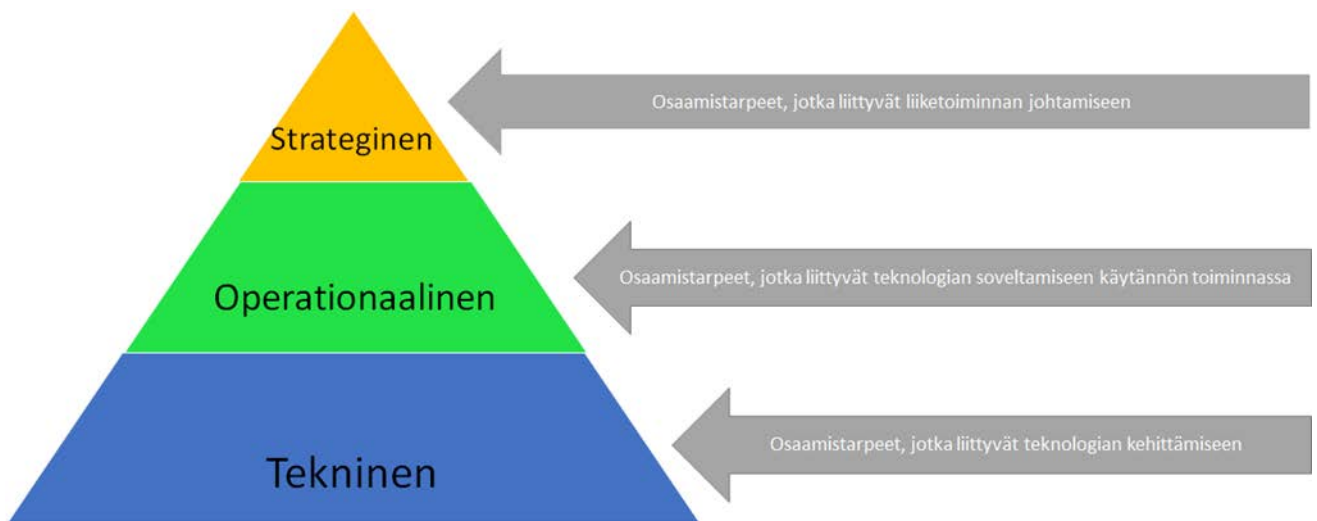 Osaamistarpeet, jotka liittyvät liiketoiminnan johtamiseen
Strateginen
Osaamistarpeet, jotka liittyvät teknologian soveltamiseen käytännön toiminnassa
Operationaalinen
Osaamistarpeet, jotka liittyvät teknologian kehittämiseen
Tekninen